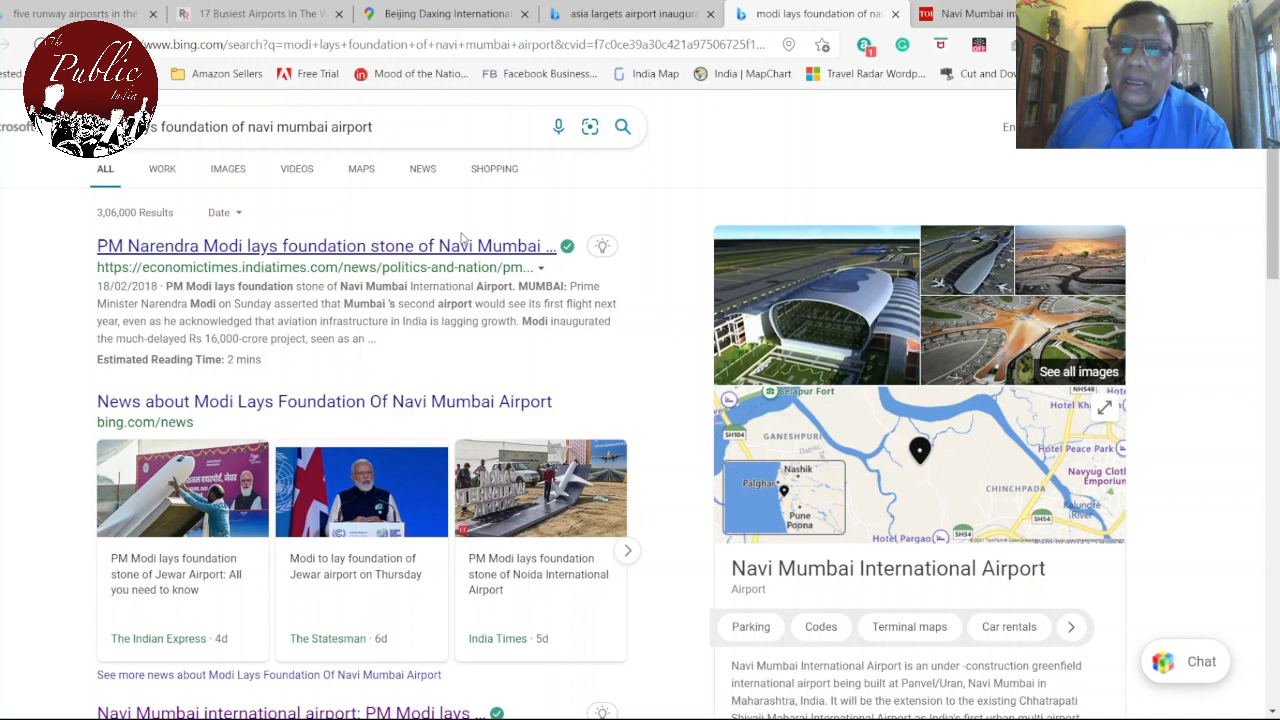 17 Busiest Airports In The V
Beijing Daxing Internationa
asia targets airport inaugura
modi lays foundation of na
Navi Mumbai in
www.bing.com/search?q=modi+lays+foundation+of+navi+mumbai+airport&cvid=f7c0ce39a30c421a97506725f1...
1
Amazon Sellers
Free Trial
Mood of the Natio...
FB
Facebook Business...
India Map
India | MapChart
Travel Radar Wordp...
Cut and Dow
The
Public
India
ys foundation of navi mumbai airport
En
ALL
WORK
IMAGES
VIDEOS
MAPS
NEWS
SHOPPING
3,06,000 Results
Date
PM Narendra Modi lays foundation stone of Navi Mumbai ...
https://economictimes.indiatimes.com/news/politics-and-nation/pm...
18/02/2018 · PM Modi lays foundation stone of Navi Mumbai International Airport. MUMBAI: Prime
Minister Narendra Modi on Sunday asserted that Mumbai 's second airport would see its first flight next
year, even as he acknowledged that aviation infrastructure in India is lagging growth. Modi inaugurated
the much-delayed Rs 16,000-crore project, seen as an ...
Estimated Reading Time: 2 mins
News about Modi Lays Foundation Of Navi Mumbai Airport
bing.com/news
PM Modi lays foundation
stone of Jewar Airport: All
you need to know
The Indian Express · 4d
Modi to lay foundation of
Jewar airport on Thursday
The Statesman · 6d
PM Modi lays foundation
stone of Noida International
Airport
India Times · 5d
See more news about Modi Lays Foundation Of Navi Mumbai Airport
Navi Mumbai international airport: PM Modi lays ...
See all images
Belapur Fort
NH548
Hotel Kh
SH104
GANESHPURI
Hotel Peace Park
Nashik
Palghar
Pune
Poona
Navyug Cloth
Emporium
CHINCHPADA
Kalundre
River
SH54
SH54
Hotel Pargao
Navi Mumbai International Airport
Airport
Parking
Codes
Terminal maps
Car rentals
Navi Mumbai International Airport is an under -construction greenfield
international airport being built at Panvel/Uran, Navi Mumbai in
Maharashtra, India. It will be the extension to the existing Chhatrapati
Shivaji Maharaj International Airport as India's first urban multi airport
Chat